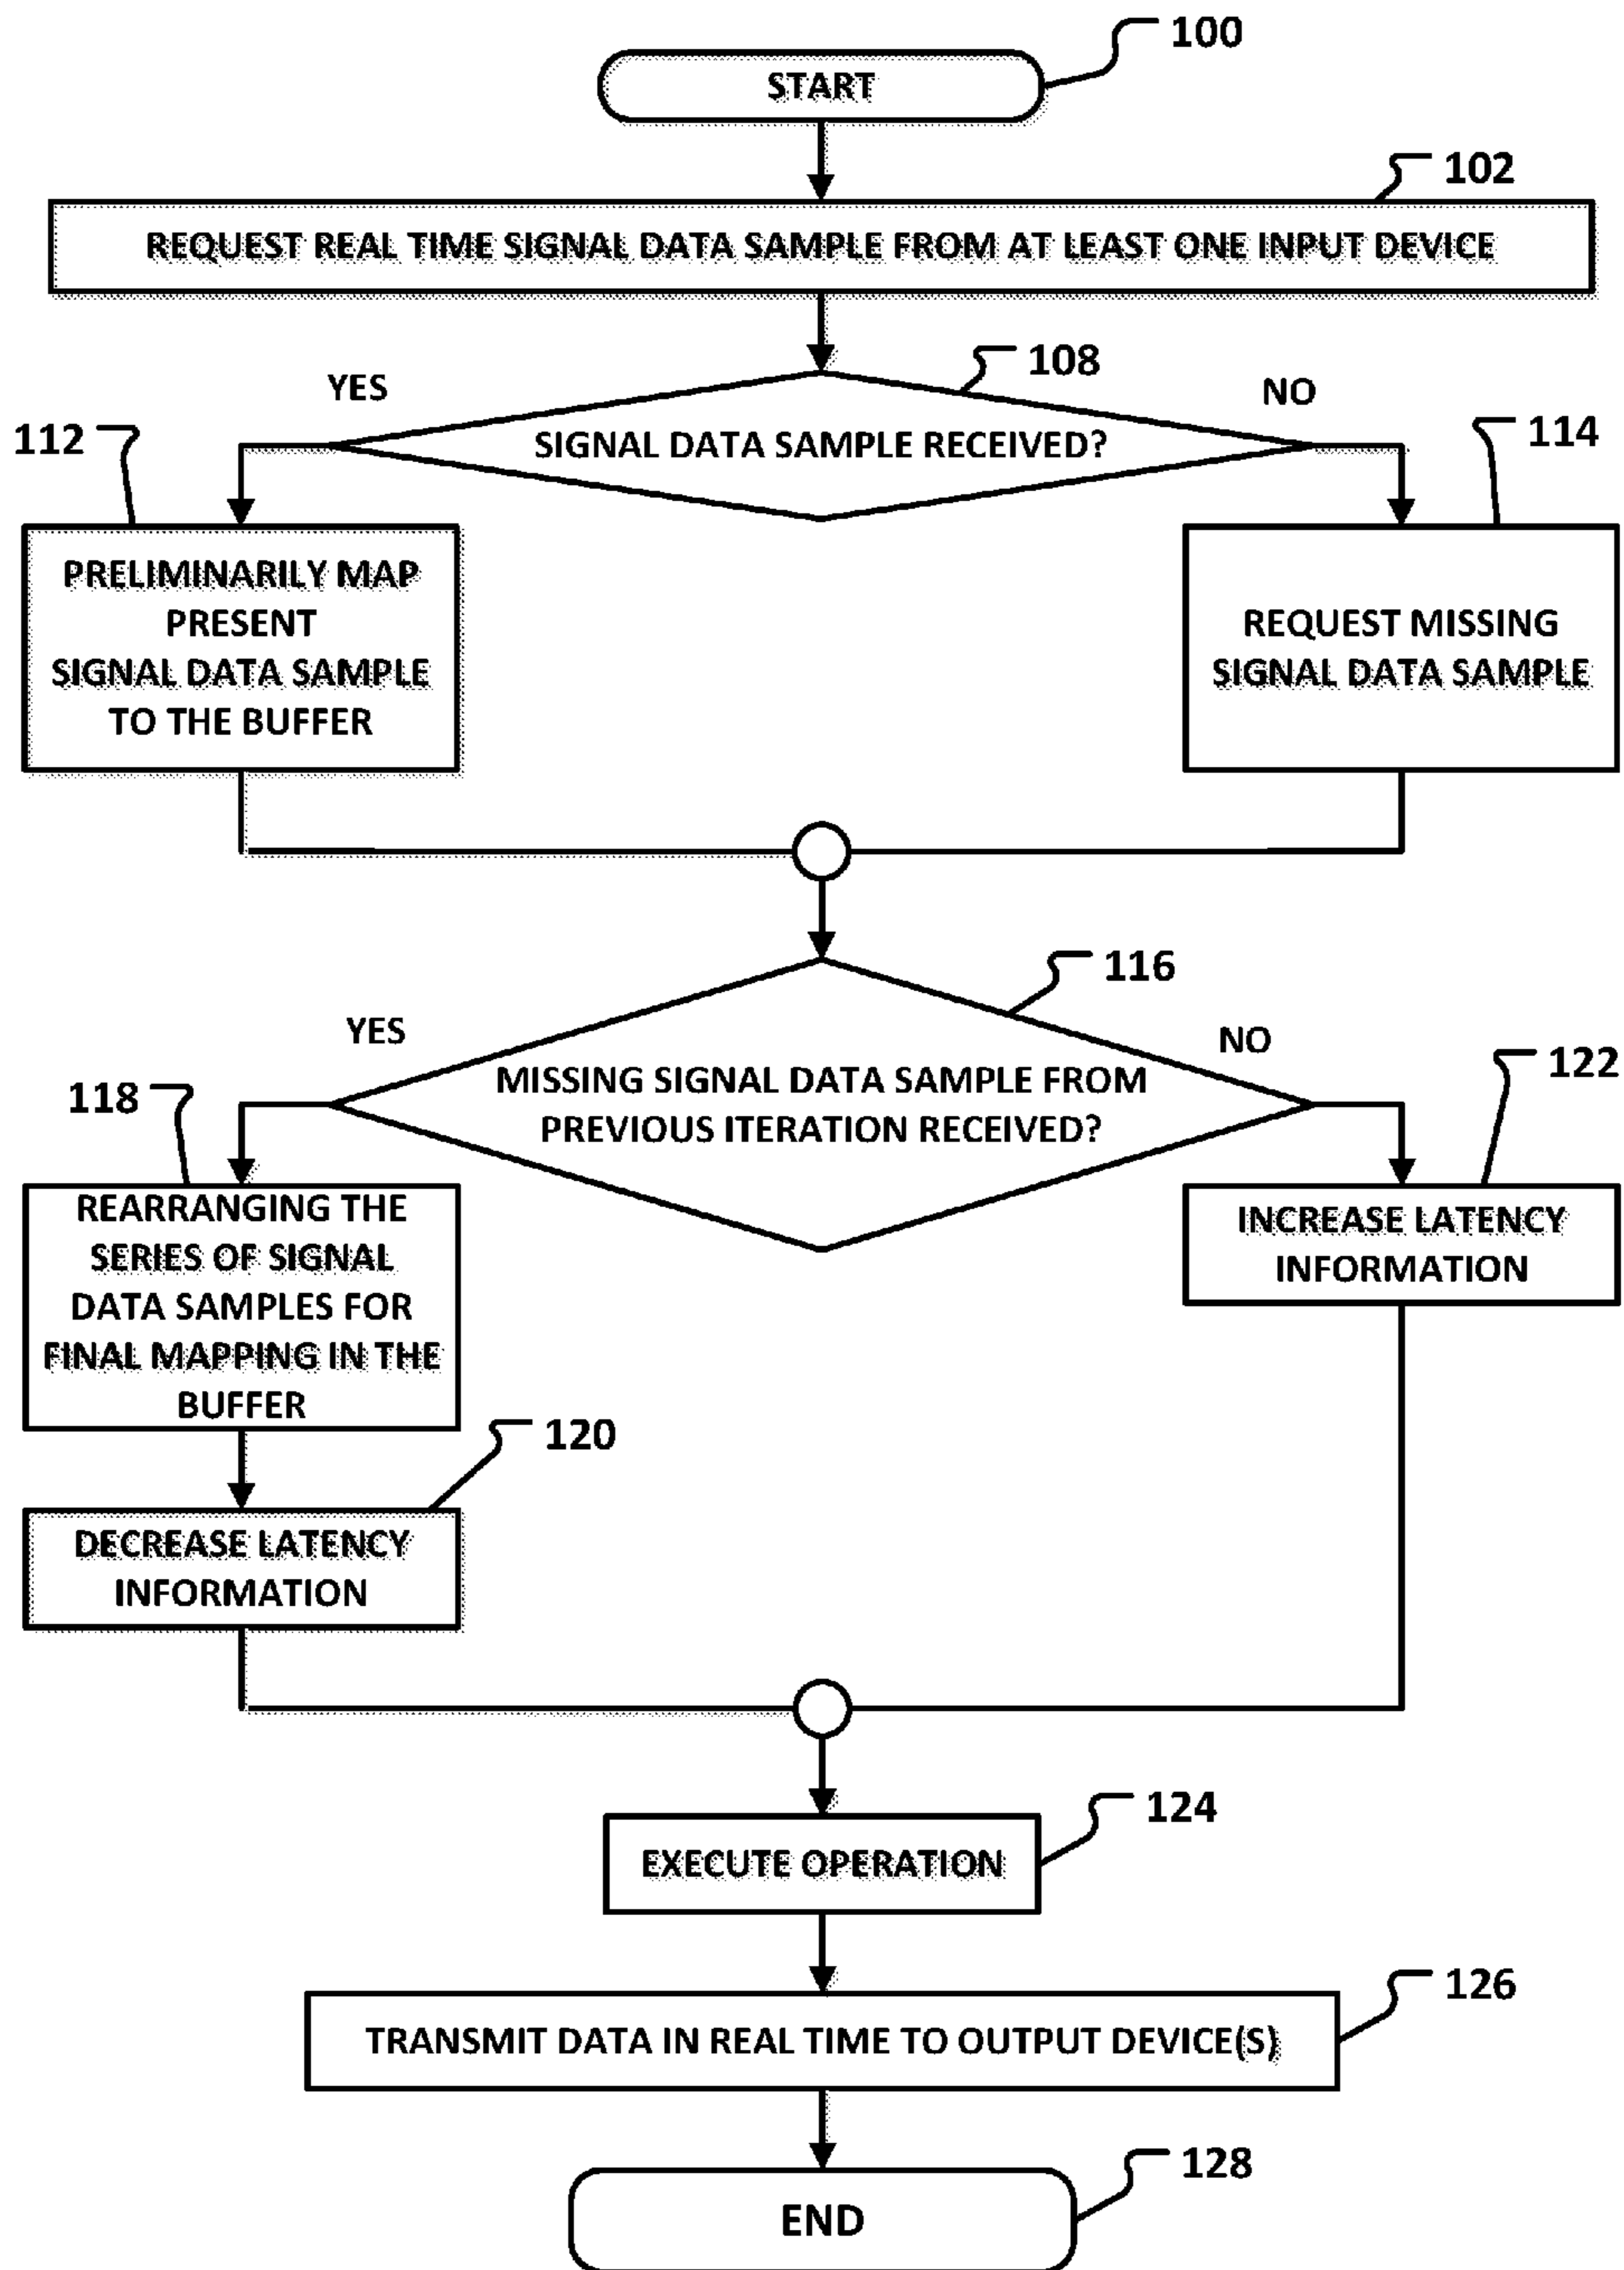 100
START
102
REQUEST REAL TIME SIGNAL DATA SAMPLE FROM AT LEAST ONE INPUT DEVICE
108
YES
NO
112
SIGNAL DATA SAMPLE RECEIVED?
114
PRELIMINARILY MAP
PRESENT
SIGNAL DATA SAMPLE
TO THE BUFFER
REQUEST MISSING
SIGNAL DATA SAMPLE
116
YES
NO
MISSING SIGNAL DATA SAMPLE FROM
PREVIOUS ITERATION RECEIVED?
118
122
REARRANGING THE
SERIES OF SIGNAL
DATA SAMPLES FOR
FINAL MAPPING IN THE
BUFFER
INCREASE LATENCY
INFORMATION
120
DECREASE LATENCY
INFORMATION
124
EXECUTE OPERATION
126
TRANSMIT DATA IN REAL TIME TO OUTPUT DEVICE(S)
128
END